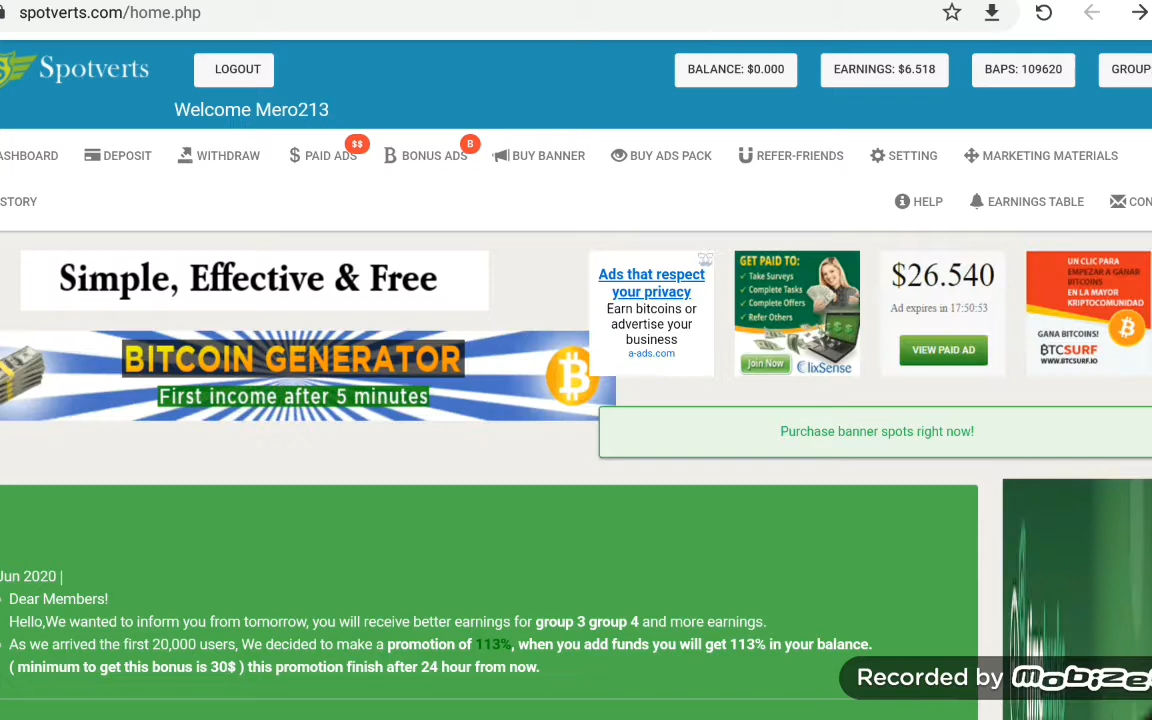 spotverts.com/home.php
Spotverts
LOGOUT
BALANCE: $0.000
EARNINGS: $6.518
BAPS: 109620
GROUP
Welcome Mero213
$$
B
ASHBOARD
DEPOSIT
WITHDRAW
PAID ADS
BONUS ADS
BUY BANNER
BUY ADS PACK
REFER-FRIENDS
SETTING
MARKETING MATERIALS
STORY
HELP
EARNINGS TABLE
CON
Simple, Effective & Free
BITCOIN GENERATOR
First income after 5 minutes
Ads that respect
your privacy
Earn bitcoins or
advertise your
business
a-ads.com
GET PAID TO:
Take Surveys
Complete Tasks
Complete Offers
Refer Others
Join Now
ClixSense
$26.540
Ad expires in 17:50:53
VIEW PAID AD
UN CLIC PARA
EMPEZAR A GANAR
BITCOINS
EN LA MAYOR
KRIPTOCOMUNIDAD
GANA BITCOINS!
BTCSURF
WWW.BTCSURF.IO
Purchase banner spots right now!
Jun 2020 |
Dear Members!
Hello,We wanted to inform you from tomorrow, you will receive better earnings for group 3 group 4 and more earnings.
As we arrived the first 20,000 users, We decided to make a promotion of 113%, when you add funds you will get 113% in your balance.
( minimum to get this bonus is 30$ ) this promotion finish after 24 hour from now.
Recorded by mobize